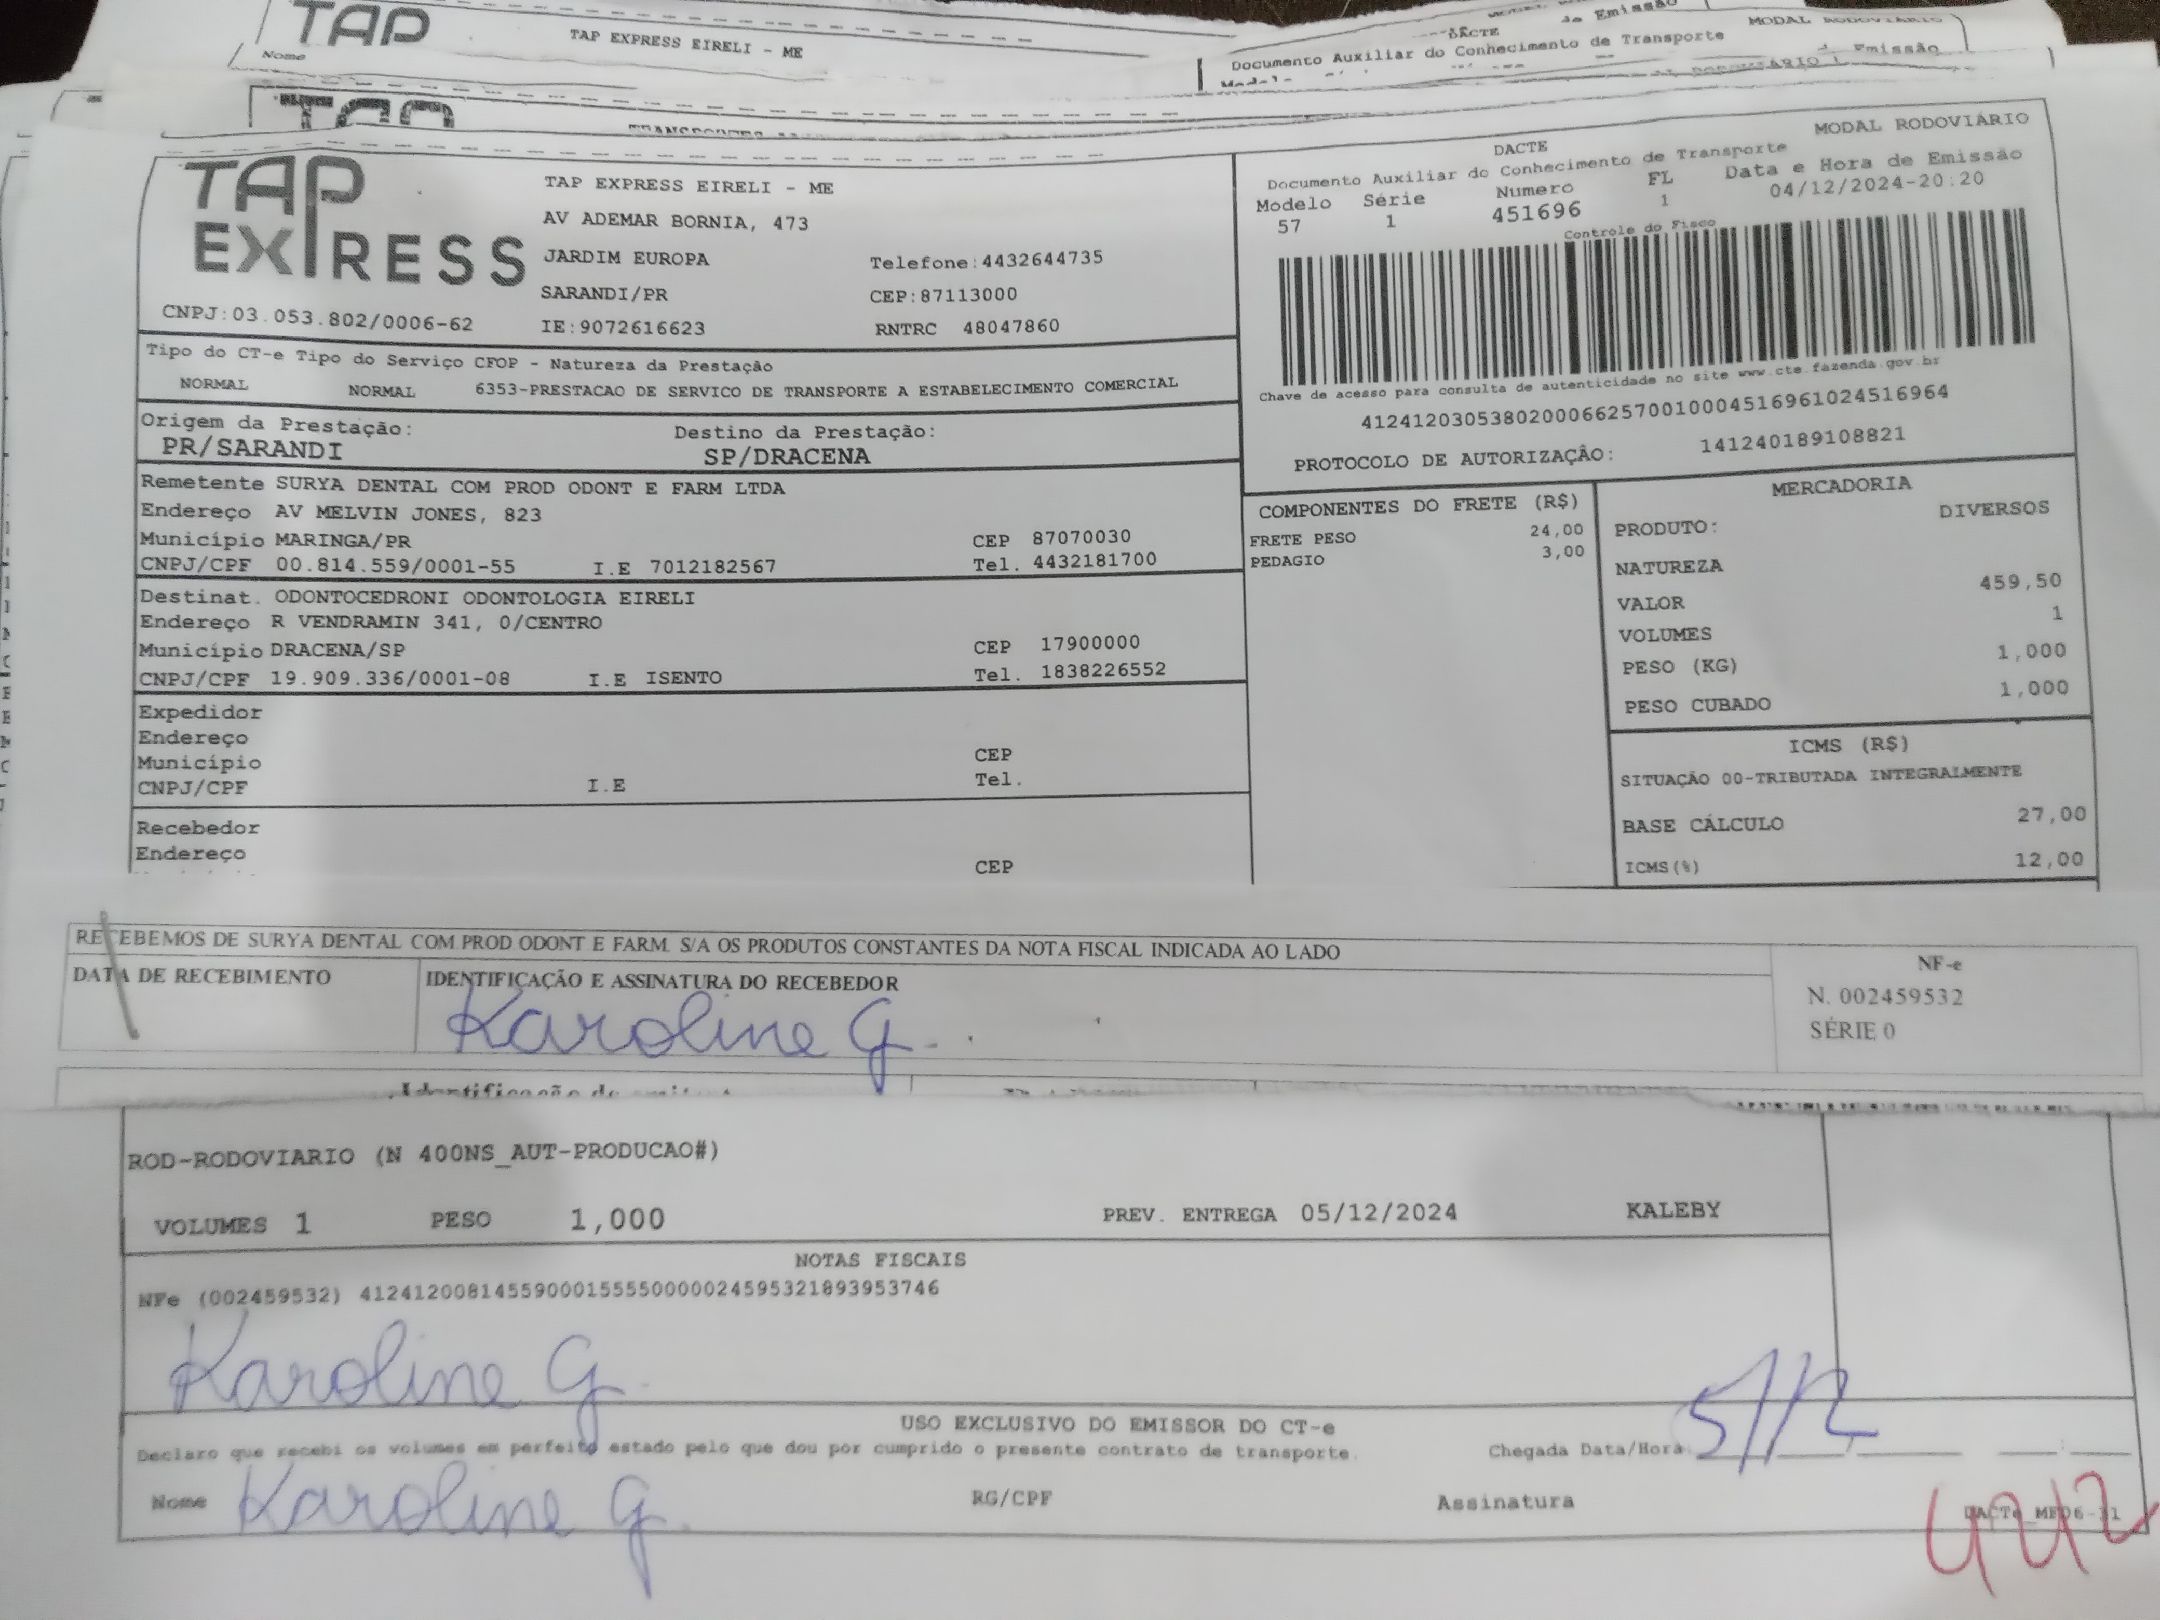 TAP
Nome
TAP EXPRESS EIRELI - ME
DACTE
Documento Auxiliar do Conhecimento de Transporte
de Emissão
MODAL RODOVIÁRIO
Emissão
TAP EXPRESS
TAP EXPRESS EIRELI - ME
AV ADEMAR BORNIA, 473
JARDIM EUROPA Telefone:4432644735
SARANDI/PR CEP:87113000
CNPJ:03.053.802/0006-62 IE:9072616623 RNTRC 48047860
DACTE MODAL RODOVIÁRIO
Documento Auxiliar do Conhecimento de Transporte
Modelo Série Numero FL Data e Hora de Emissão
57 1 451696 1 04/12/2024-20:20
Controle do Fisco
Chave de acesso para consulta de autenticidade no site www.cte.fazenda.gov.br
41241203053802000662570010004516961024516964
PROTOCOLO DE AUTORIZAÇÃO: 141240189108821
Tipo do CT-e Tipo do Serviço CFOP - Natureza da Prestação
NORMAL NORMAL 6353-PRESTACAO DE SERVICO DE TRANSPORTE A ESTABELECIMENTO COMERCIAL
Origem da Prestação: Destino da Prestação:
PR/SARANDI SP/DRACENA
Remetente SURYA DENTAL COM PROD ODONT E FARM LTDA
Endereço AV MELVIN JONES, 823
Município MARINGA/PR CEP 87070030
CNPJ/CPF 00.814.559/0001-55 I.E 7012182567 Tel. 4432181700
Destinat. ODONTOCEDRONI ODONTOLOGIA EIRELI
Endereço R VENDRAMIN 341, 0/CENTRO
Município DRACENA/SP CEP 17900000
CNPJ/CPF 19.909.336/0001-08 I.E ISENTO Tel. 1838226552
Expedidor
Endereço
Município CEP
CNPJ/CPF I.E Tel.
Recebedor
Endereço
CEP
COMPONENTES DO FRETE (R$)
FRETE PESO 24,00
PEDAGIO 3,00
MERCADORIA
PRODUTO: DIVERSOS
NATUREZA
VALOR 459,50
VOLUMES 1
PESO (KG) 1,000
PESO CUBADO 1,000
ICMS (R$)
SITUAÇÃO 00-TRIBUTADA INTEGRALMENTE
BASE CÁLCULO 27,00
ICMS(%) 12,00
RECEBEMOS DE SURYA DENTAL COM PROD ODONT E FARM S/A OS PRODUTOS CONSTANTES DA NOTA FISCAL INDICADA AO LADO
DATA DE RECEBIMENTO IDENTIFICAÇÃO E ASSINATURA DO RECEBEDOR
Karoline G.
NF-e
N. 002459532
SÉRIE 0
ROD-RODOVIARIO (N 400NS_AUT-PRODUCAO#)
VOLUMES 1 PESO 1,000 PREV. ENTREGA 05/12/2024 KALEBY
NOTAS FISCAIS
NFe (002459532) 41241200814559000155550000024595321893953746
Karoline G.
USO EXCLUSIVO DO EMISSOR DO CT-e
Declaro que recebi os volumes em perfeito estado pelo que dou por cumprido o presente contrato de transporte. Chegada Data/Hora 5/12
Nome Karoline G. RG/CPF Assinatura